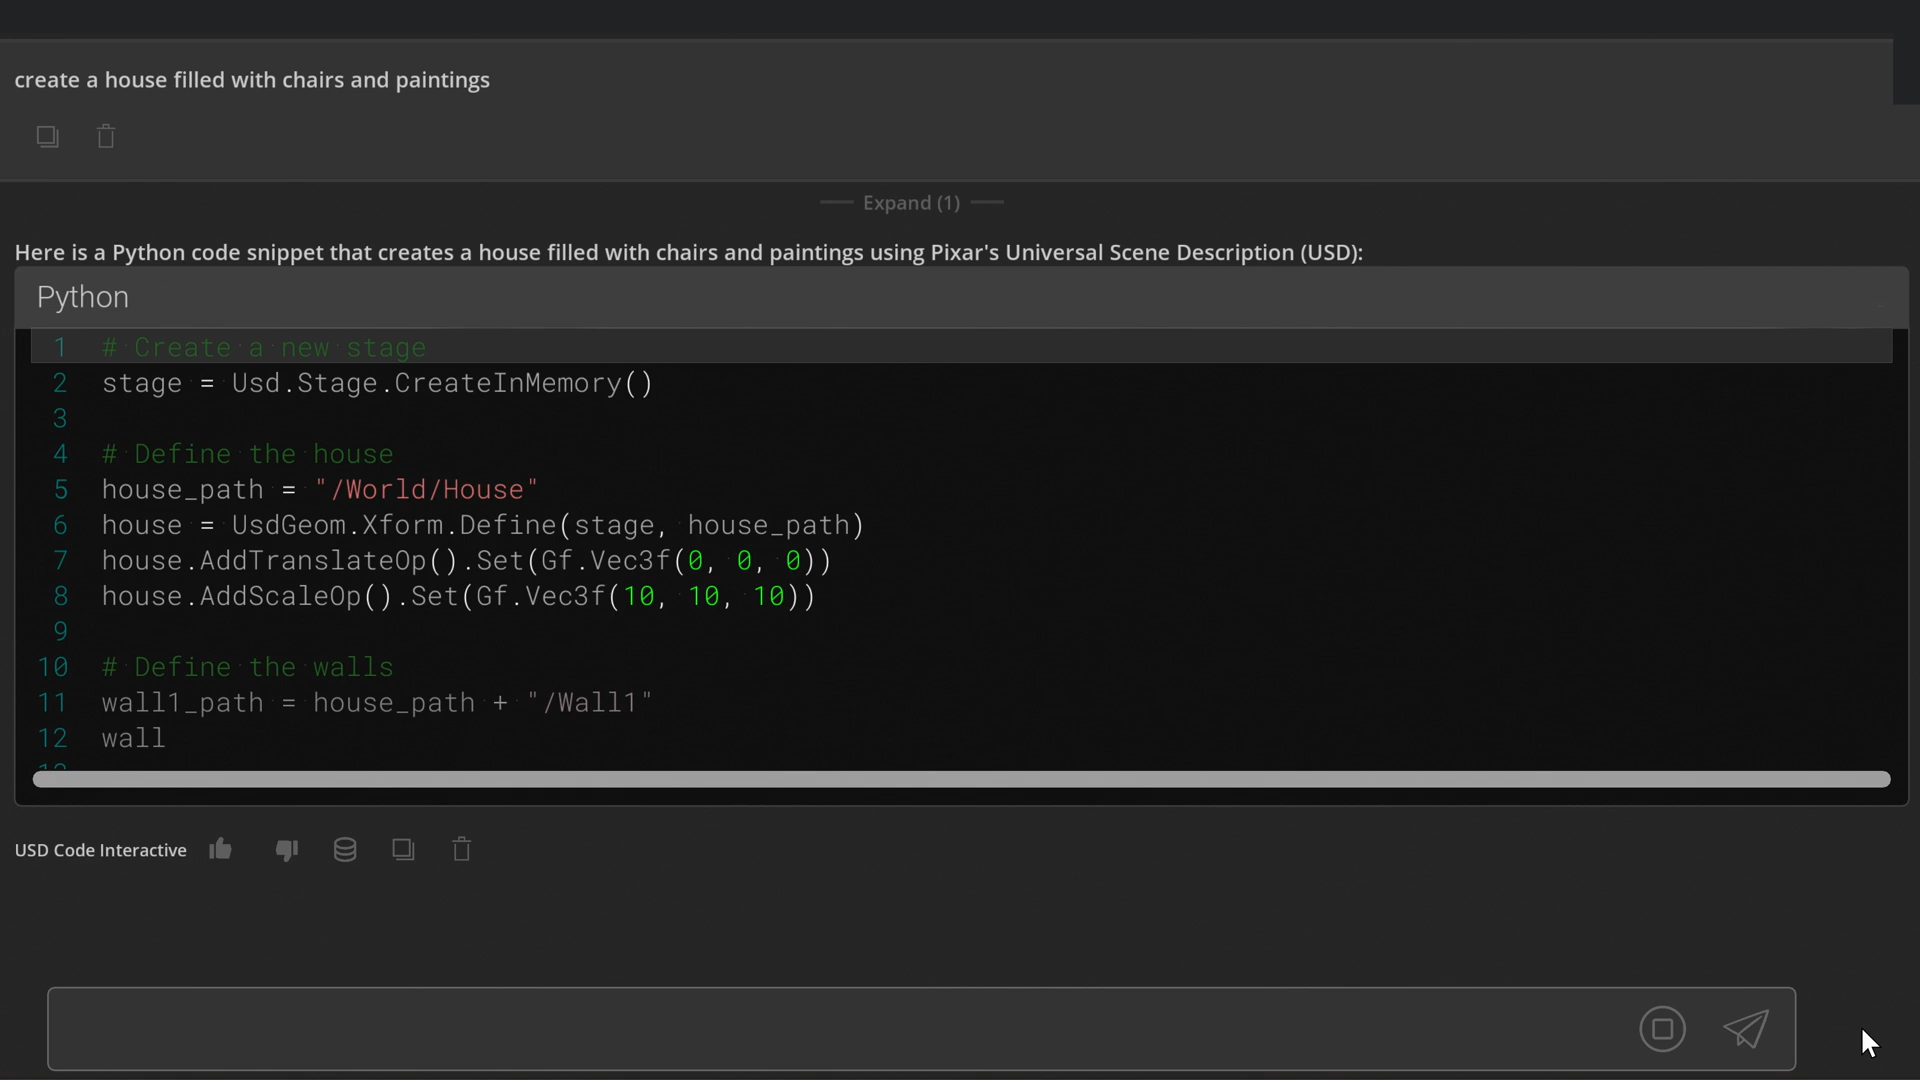 create a house filled with chairs and paintings
Expand (1)
Here is a Python code snippet that creates a house filled with chairs and paintings using Pixar's Universal Scene Description (USD):
Python
1 # Create a new stage
2 stage = Usd.Stage.CreateInMemory()
3
4 # Define the house
5 house_path = "/World/House"
6 house = UsdGeom.Xform.Define(stage, house_path)
7 house.AddTranslateOp().Set(Gf.Vec3f(0, 0, 0))
8 house.AddScaleOp().Set(Gf.Vec3f(10, 10, 10))
9
10 # Define the walls
11 wall1_path = house_path + "/Wall1"
12 wall
USD Code Interactive